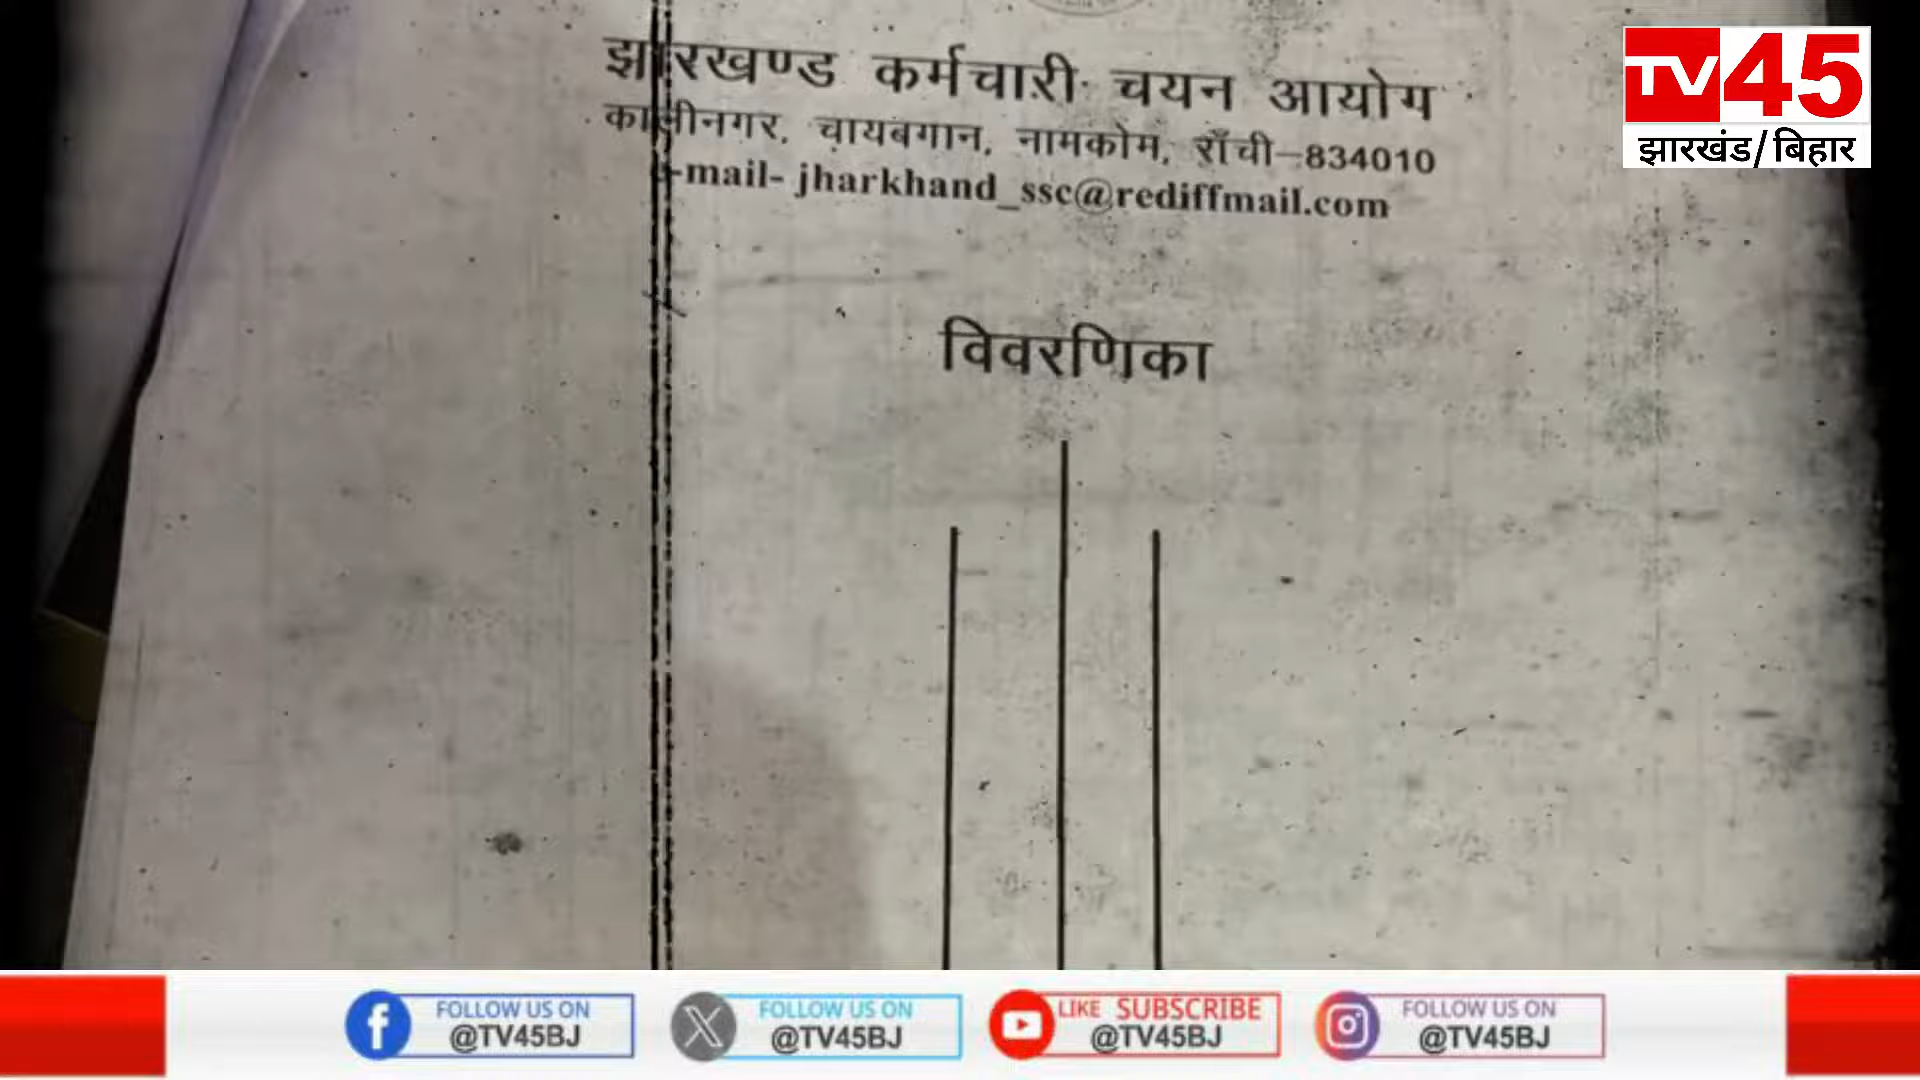 झारखण्ड कर्मचारी चयन आयोग
कालीनगर, चायबगान, नामकोम, राँची–834010
e-mail- jharkhand_ssc@rediffmail.com
विवरणिका
TV45
झारखंड/बिहार
FOLLOW US ON
@TV45BJ
FOLLOW US ON
@TV45BJ
LIKE SUBSCRIBE
@TV45BJ
FOLLOW US ON
@TV45BJ